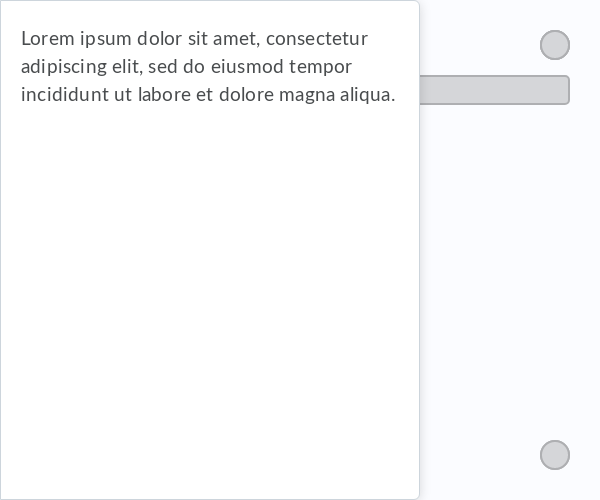 Lorem ipsum dolor sit amet, consectetur
adipiscing elit, sed do eiusmod tempor
incididunt ut labore et dolore magna aliqua.